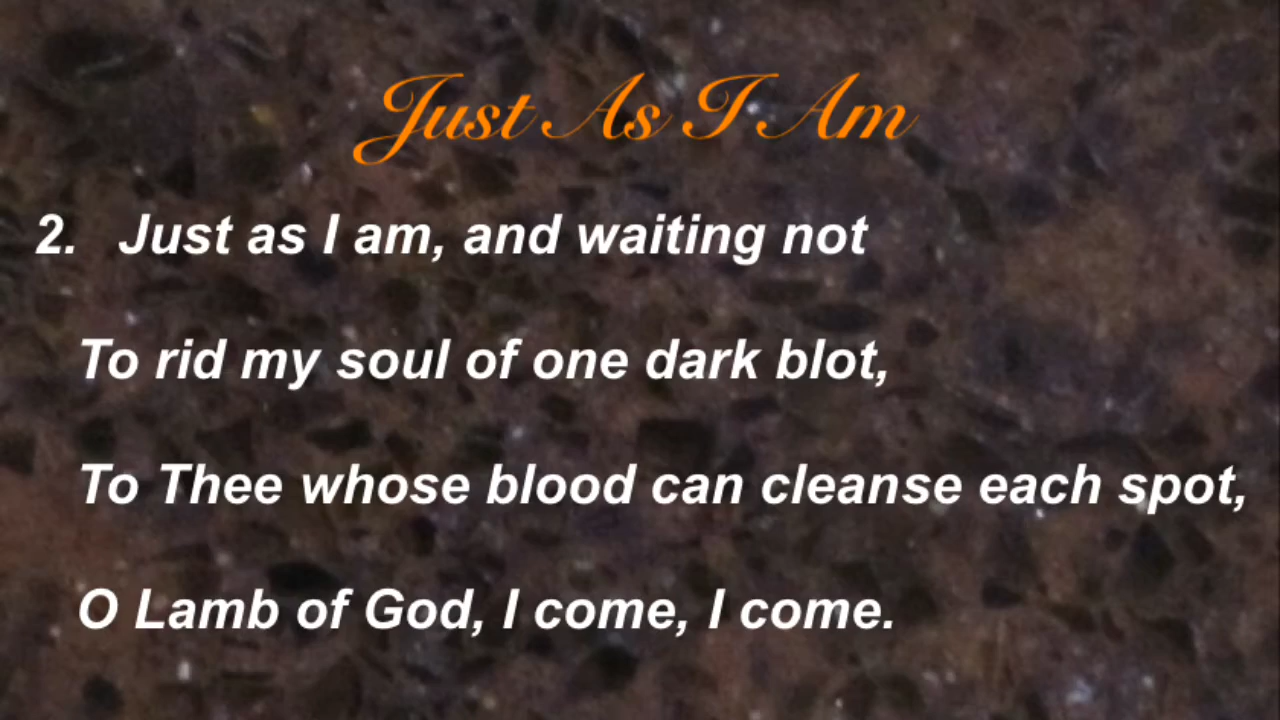 Just As I Am
2. Just as I am, and waiting not
To rid my soul of one dark blot,
To Thee whose blood can cleanse each spot,
O Lamb of God, I come, I come.